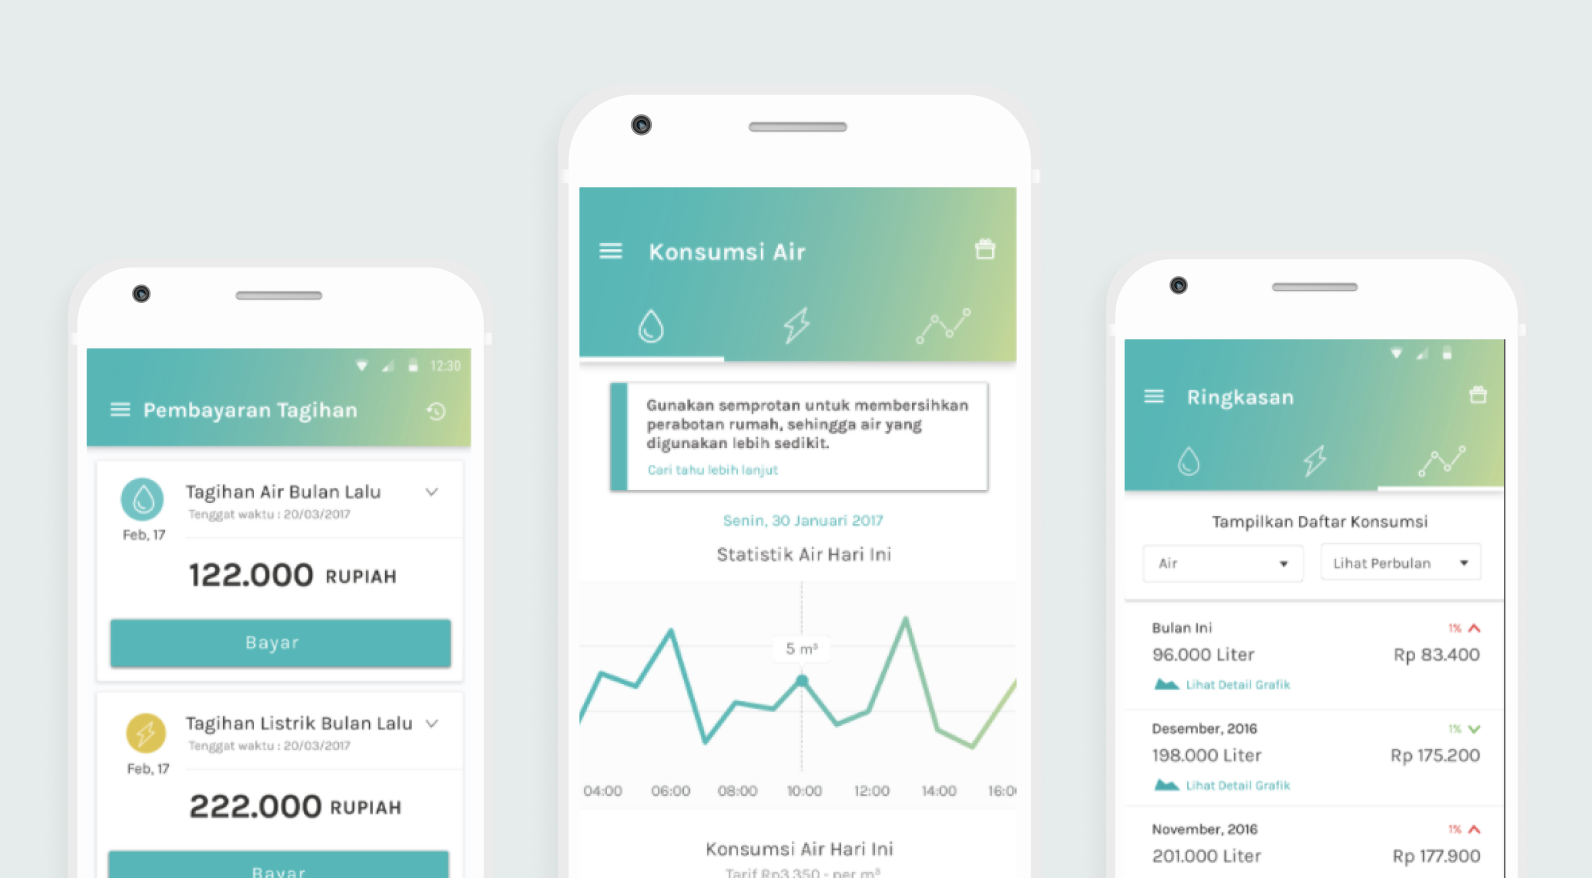 12:30
Pembayaran Tagihan
Tagihan Air Bulan Lalu
Tenggat waktu : 20/03/2017
Feb, 17
122.000 RUPIAH
Bayar
Tagihan Listrik Bulan Lalu
Tenggat waktu : 20/03/2017
Feb, 17
222.000 RUPIAH
Bayar
Konsumsi Air
Gunakan semprotan untuk membersihkan
perabotan rumah, sehingga air yang
digunakan lebih sedikit.
Cari tahu lebih lanjut
Senin, 30 Januari 2017
Statistik Air Hari Ini
5 m³
04:00 06:00 08:00 10:00 12:00 14:00 16:00
Konsumsi Air Hari Ini
Tarif Rp3.350,- per m³
Ringkasan
Tampilkan Daftar Konsumsi
Air
Lihat Perbulan
Bulan Ini 1%
96.000 Liter Rp 83.400
Lihat Detail Grafik
Desember, 2016 1%
198.000 Liter Rp 175.200
Lihat Detail Grafik
November, 2016 1%
201.000 Liter Rp 177.900